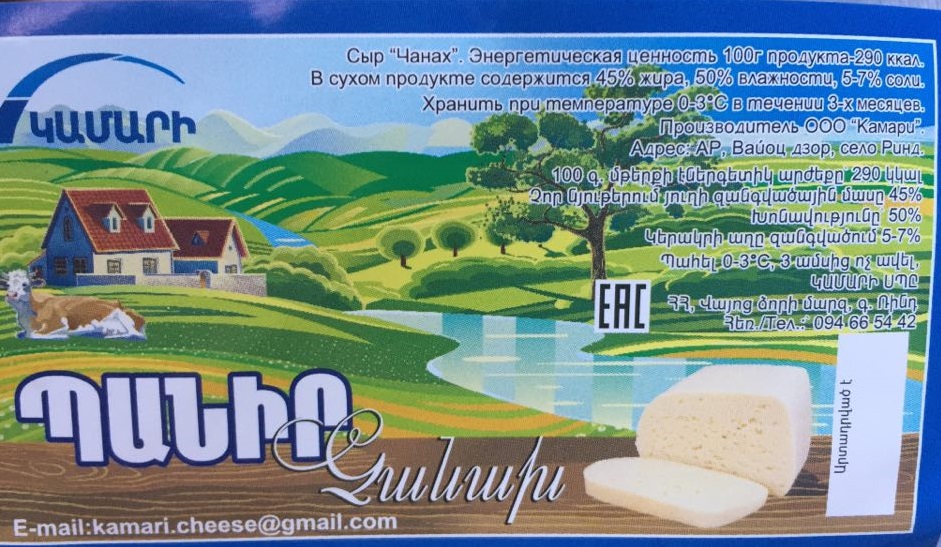 ԿԱՄԱՐԻ
Сыр "Чанах". Энергетическая ценность 100г продукта-290 ккал.
В сухом продукте содержится 45% жира, 50% влажности, 5-7% соли.
Хранить при температуре 0-3°C в течении 3-х месяцев.
Производитель ООО "Камари".
Адрес: АР, Вайоц дзор, село Ринд.
100 գ. մթերքի էներգետիկ արժեքը 290 կկալ
Չոր նյութերում յուղի զանգվածային մասը 45%
Խոնավությունը 50%
Կերակրի աղը զանգվածում 5-7%
Պահել 0-3°C, 3 ամսից ոչ ավել,
ԿԱՄԱՐԻ ՍՊԸ
ՀՀ, Վայոց ձորի մարզ, գ. Ռինդ
Հեռ./Тел.: 094 66 54 42
EAC
ՊԱՆԻՐ
Չանախ
Արտադրված է
E-mail:kamari.cheese@gmail.com